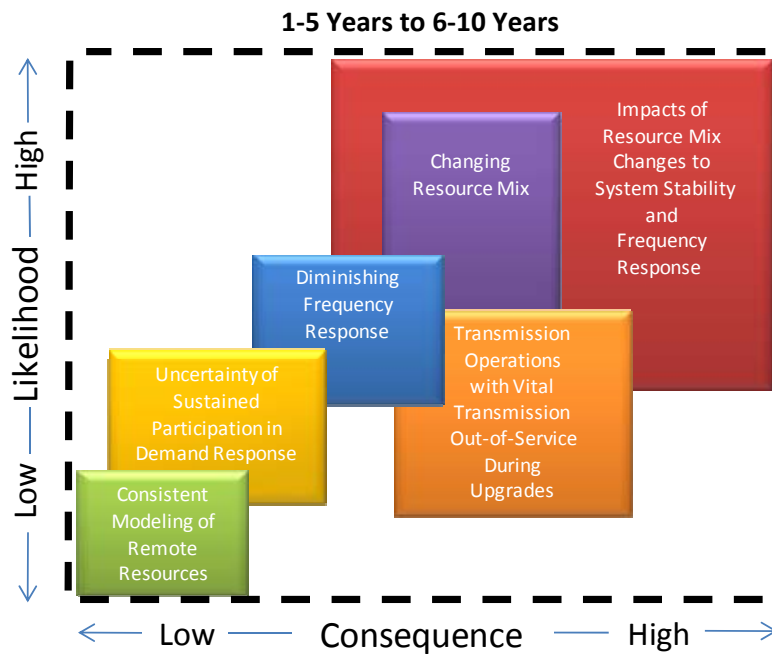 1-5 Years to 6-10 Years
High
Likelihood
Low
Impacts of
Resource Mix
Changes to
System Stability
and
Frequency
Response
Changing
Resource Mix
Diminishing
Frequency
Response
Transmission
Operations
with Vital
Transmission
Out-of-Service
During
Upgrades
Uncertainty of
Sustained
Participation in
Demand Response
Consistent
Modeling of
Remote
Resources
Low
Consequence
High